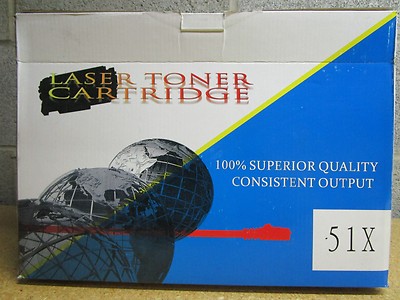 LASER TONER
CARTRIDGE
100% SUPERIOR QUALITY
CONSISTENT OUTPUT
·51X